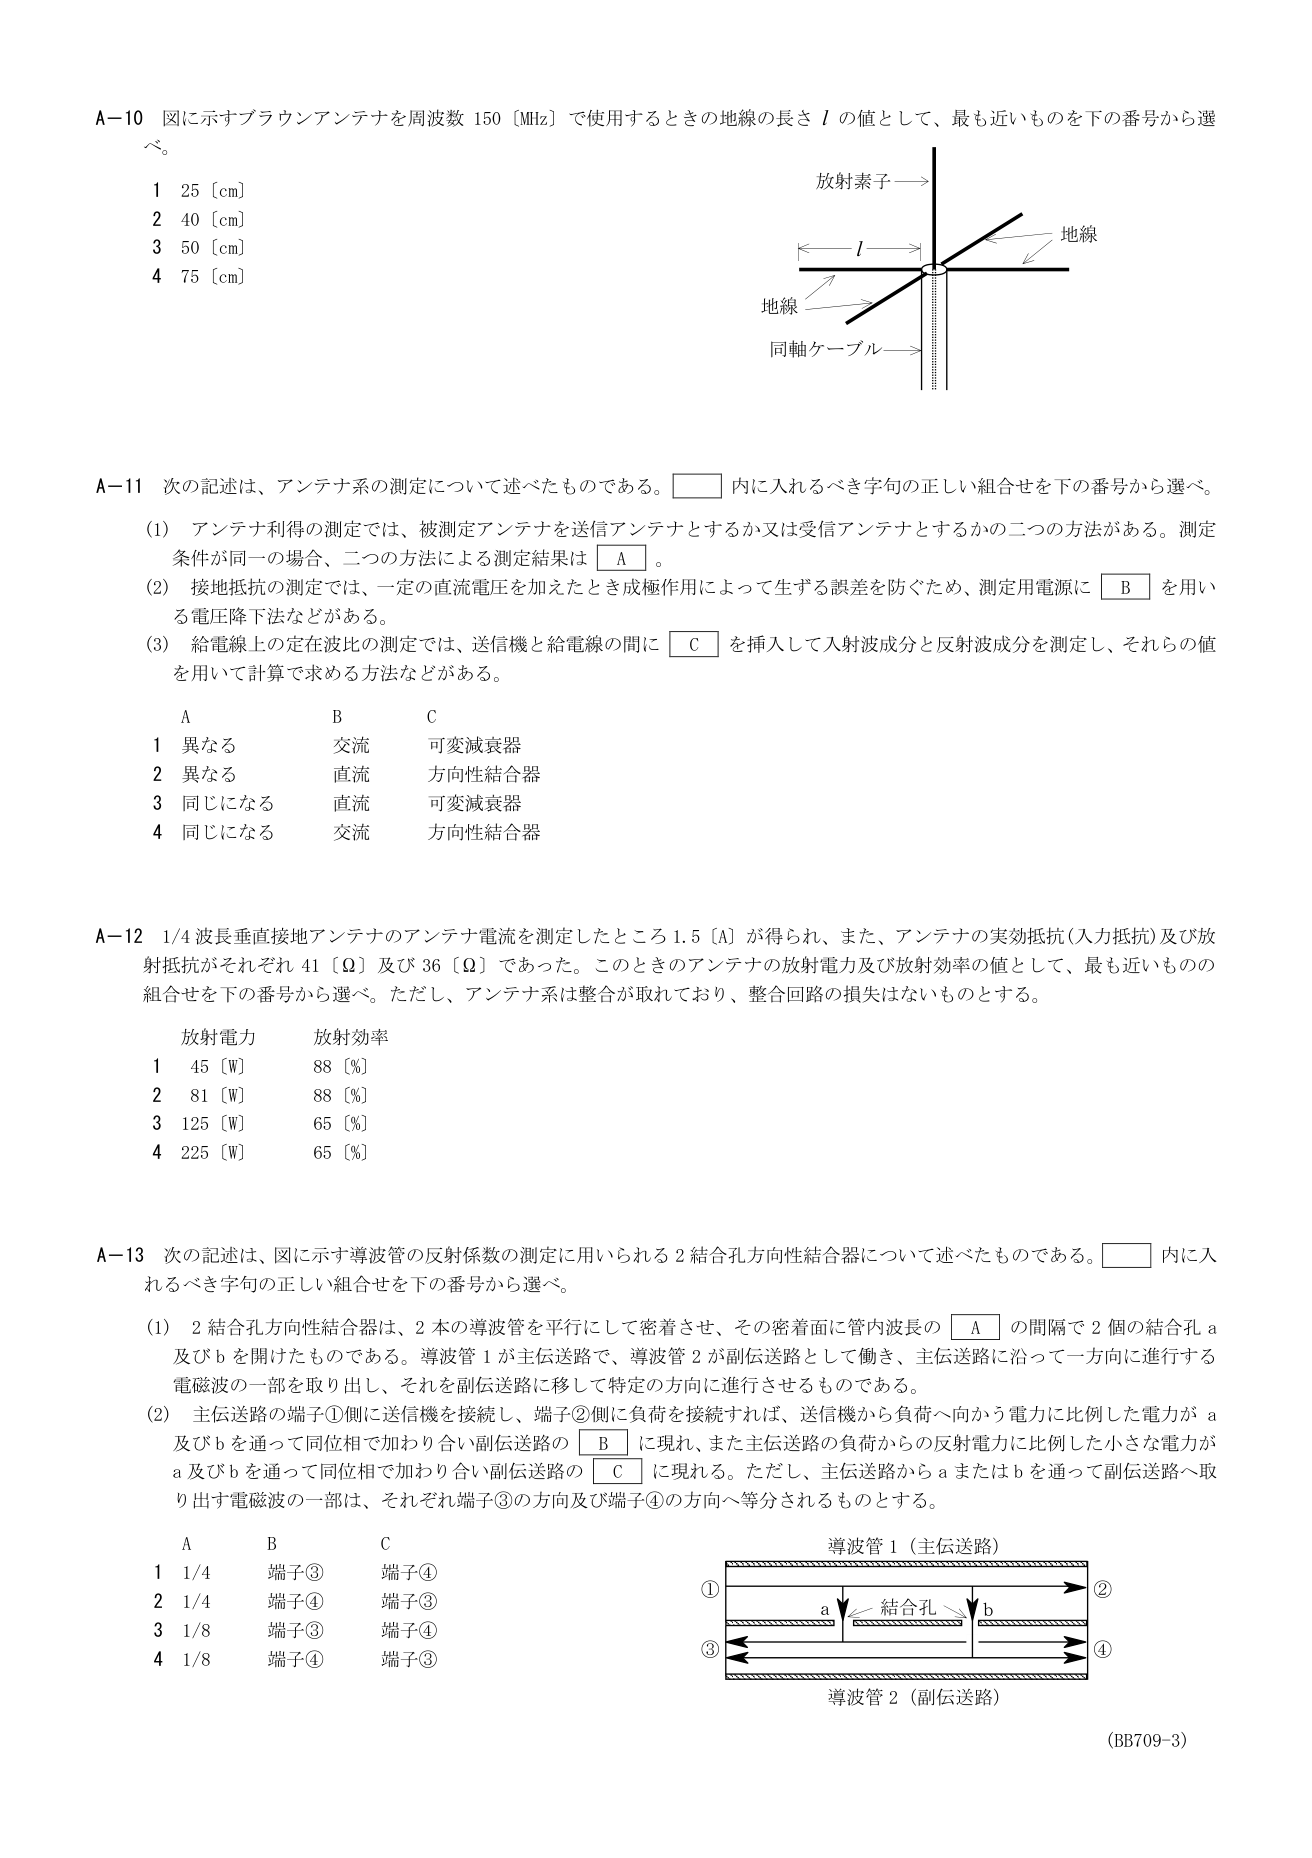 A－10　図に示すブラウンアンテナを周波数 150〔MHz〕で使用するときの地線の長さ l の値として、最も近いものを下の番号から選
べ。
1　25〔cm〕
2　40〔cm〕
3　50〔cm〕
4　75〔cm〕
放射素子
地線
l
地線
同軸ケーブル
A－11　次の記述は、アンテナ系の測定について述べたものである。　　内に入れるべき字句の正しい組合せを下の番号から選べ。
(1)　アンテナ利得の測定では、被測定アンテナを送信アンテナとするか又は受信アンテナとするかの二つの方法がある。測定
条件が同一の場合、二つの方法による測定結果は A 。
(2)　接地抵抗の測定では、一定の直流電圧を加えたとき成極作用によって生ずる誤差を防ぐため、測定用電源に B を用い
る電圧降下法などがある。
(3)　給電線上の定在波比の測定では、送信機と給電線の間に C を挿入して入射波成分と反射波成分を測定し、それらの値
を用いて計算で求める方法などがある。
A　B　C
1　異なる　交流　可変減衰器
2　異なる　直流　方向性結合器
3　同じになる　直流　可変減衰器
4　同じになる　交流　方向性結合器
A－12　1/4 波長垂直接地アンテナのアンテナ電流を測定したところ 1.5〔A〕が得られ、また、アンテナの実効抵抗(入力抵抗)及び放
射抵抗がそれぞれ 41〔Ω〕及び 36〔Ω〕であった。このときのアンテナの放射電力及び放射効率の値として、最も近いものの
組合せを下の番号から選べ。ただし、アンテナ系は整合が取れており、整合回路の損失はないものとする。
放射電力　放射効率
1　45〔W〕　88〔%〕
2　81〔W〕　88〔%〕
3　125〔W〕　65〔%〕
4　225〔W〕　65〔%〕
A－13　次の記述は、図に示す導波管の反射係数の測定に用いられる 2 結合孔方向性結合器について述べたものである。　　内に入
れるべき字句の正しい組合せを下の番号から選べ。
(1)　2 結合孔方向性結合器は、2 本の導波管を平行にして密着させ、その密着面に管内波長の A の間隔で 2 個の結合孔 a
及び b を開けたものである。導波管 1 が主伝送路で、導波管 2 が副伝送路として働き、主伝送路に沿って一方向に進行する
電磁波の一部を取り出し、それを副伝送路に移して特定の方向に進行させるものである。
(2)　主伝送路の端子①側に送信機を接続し、端子②側に負荷を接続すれば、送信機から負荷へ向かう電力に比例した電力が a
及び b を通って同位相で加わり合い副伝送路の B に現れ、また主伝送路の負荷からの反射電力に比例した小さな電力が
a 及び b を通って同位相で加わり合い副伝送路の C に現れる。ただし、主伝送路から a または b を通って副伝送路へ取
り出す電磁波の一部は、それぞれ端子③の方向及び端子④の方向へ等分されるものとする。
A　B　C
1　1/4　端子③　端子④
2　1/4　端子④　端子③
3　1/8　端子③　端子④
4　1/8　端子④　端子③
導波管 1（主伝送路）
①　②
a　結合孔　b
③　④
導波管 2（副伝送路）
(BB709-3)